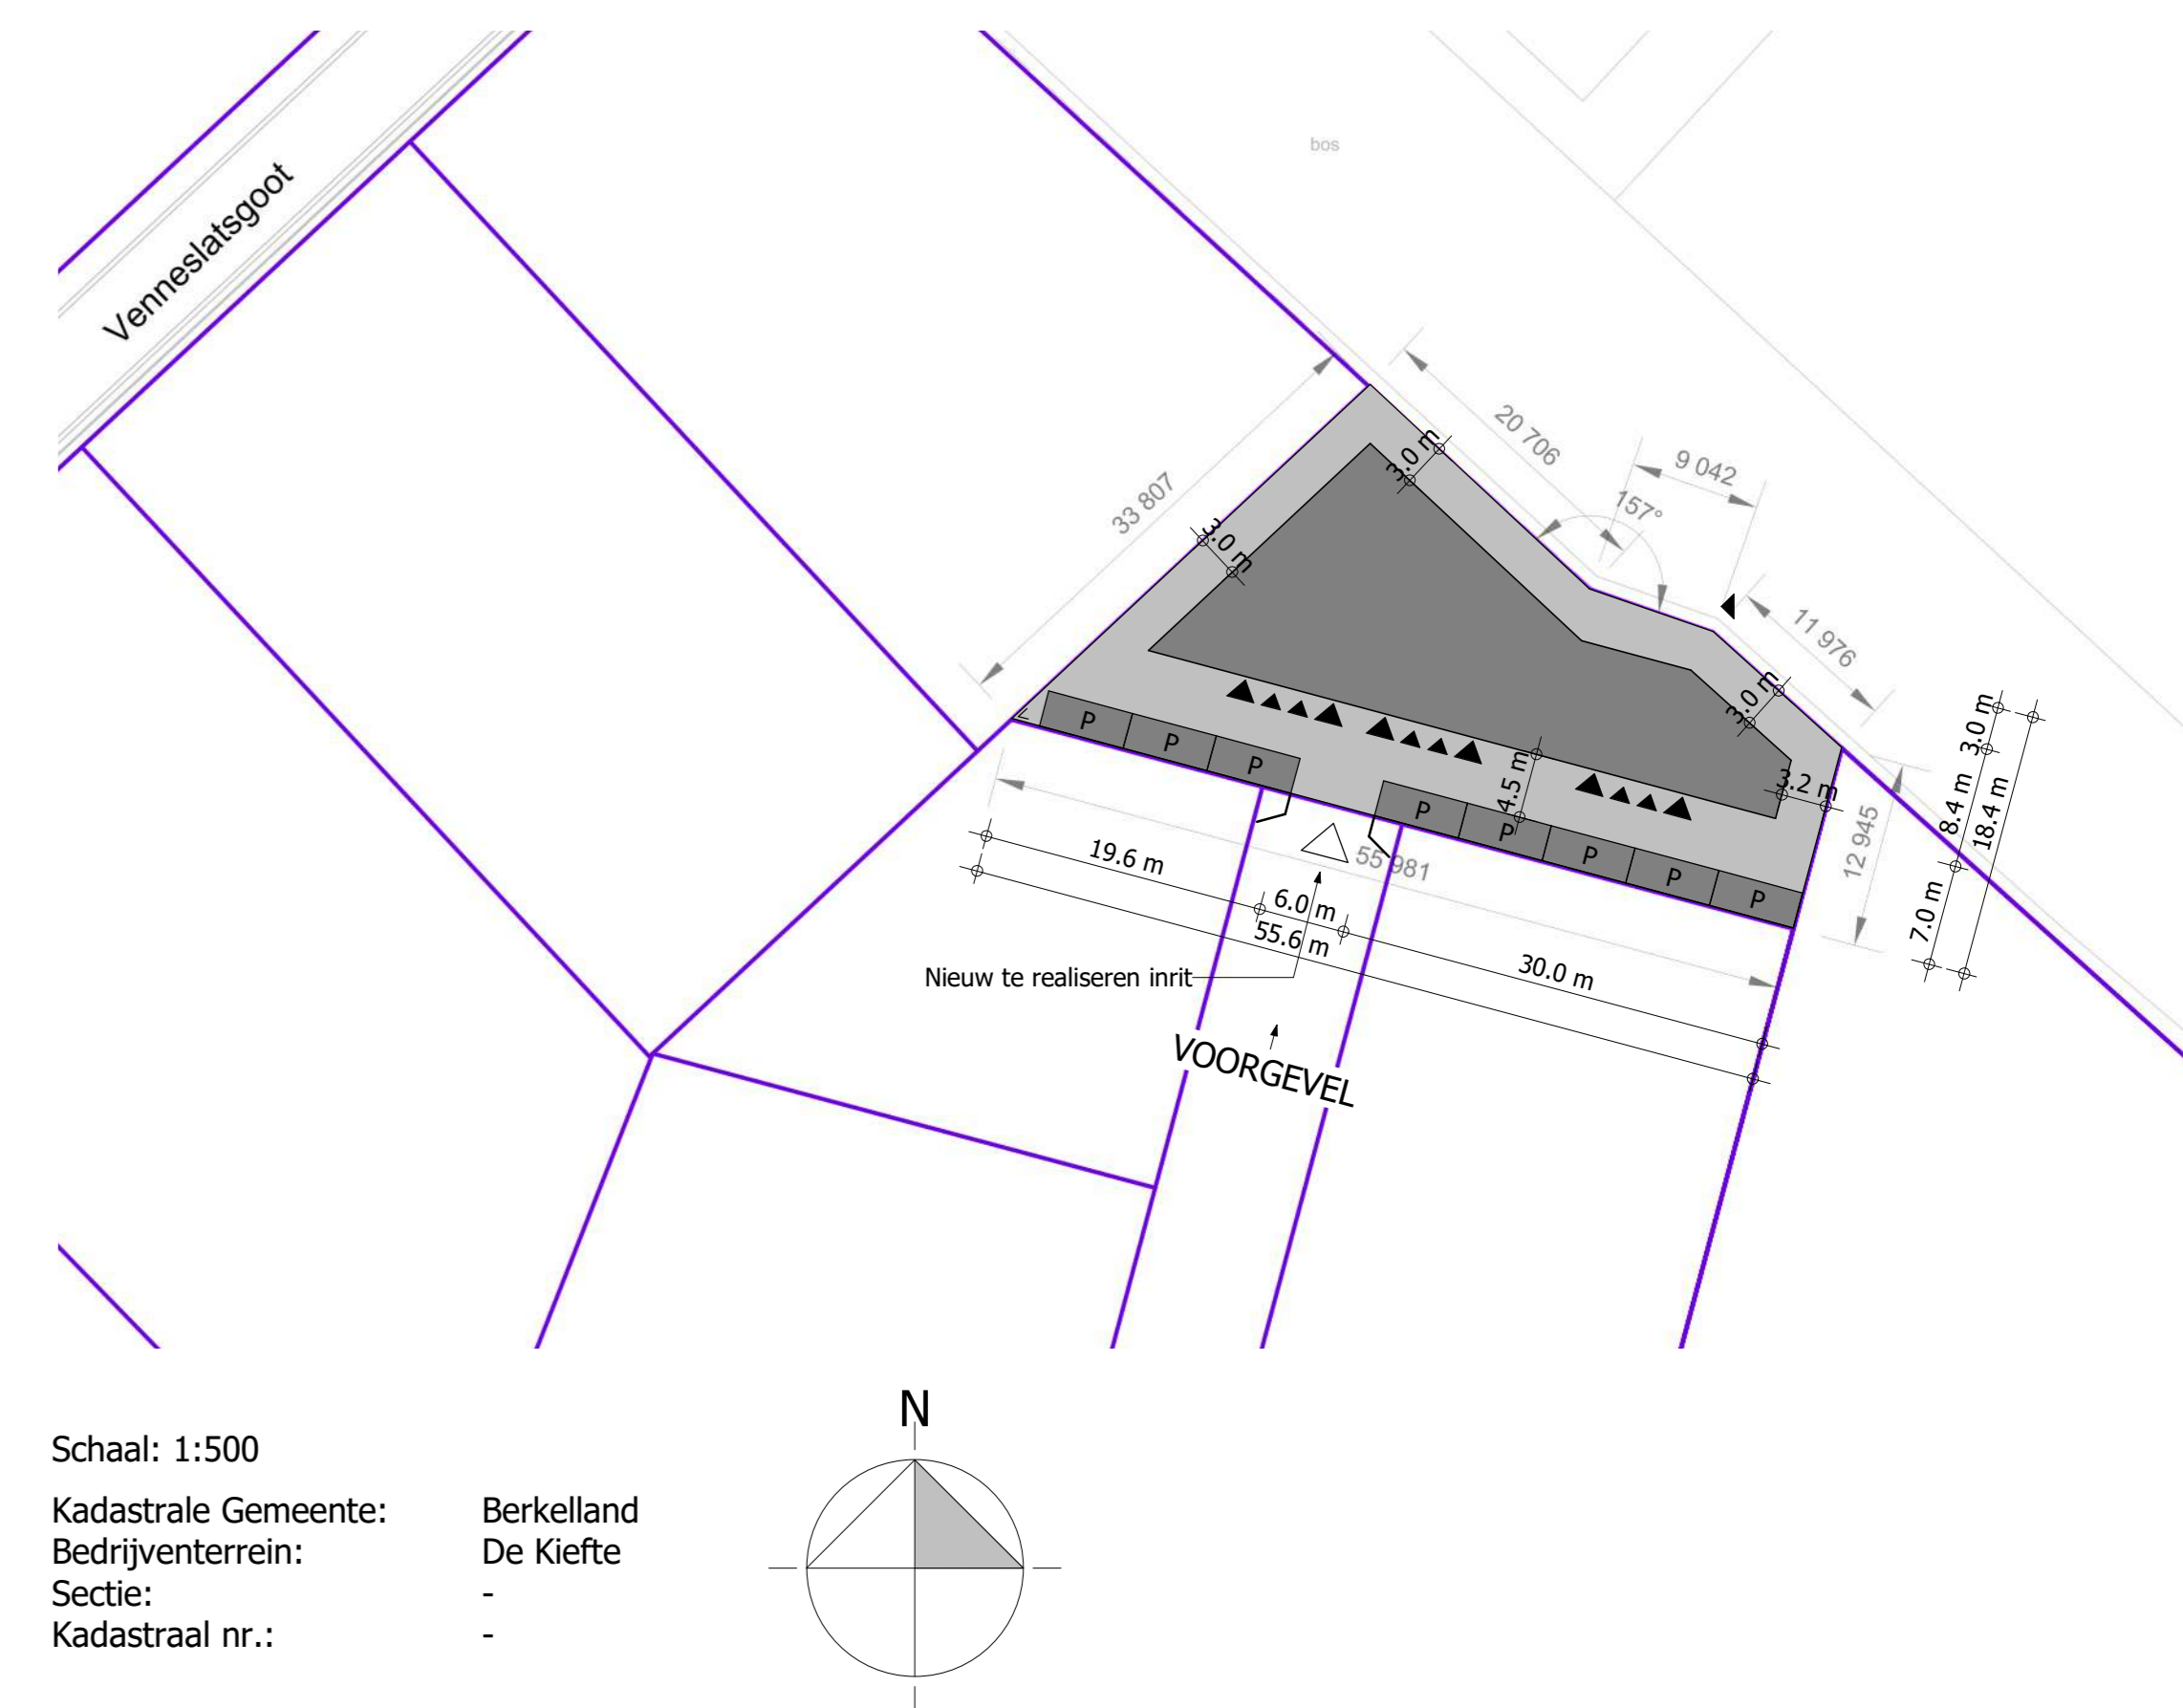 bos
Venneslatsgoot
20 706
9 042
157°
33 807
3.0 m
3.0 m
11 976
3.0 m
3.2 m
4.5 m
P
P
P
P
P
P
P
P
3.0 m
8.4 m
18.4 m
12 945
7.0 m
55 981
19.6 m
6.0 m
55.6 m
30.0 m
Nieuw te realiseren inrit
VOORGEVEL
N
Schaal: 1:500
Kadastrale Gemeente: Berkelland
Bedrijventerrein: De Kiefte
Sectie: -
Kadastraal nr.: -